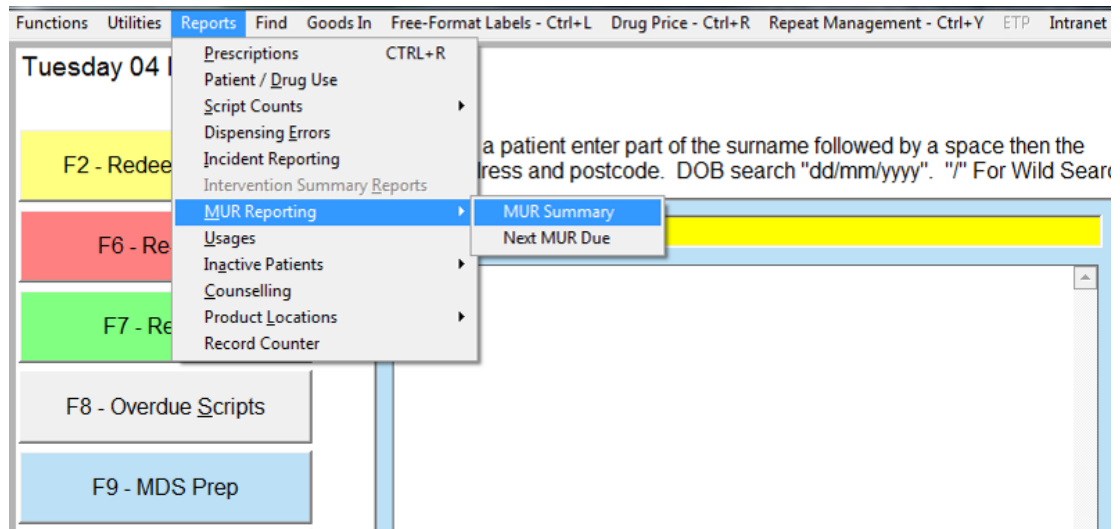 Functions Utilities Reports Find Goods In Free-Format Labels - Ctrl+L Drug Price - Ctrl+R Repeat Management - Ctrl+Y ETP Intranet
Tuesday 04
Prescriptions CTRL+R
Patient / Drug Use
Script Counts
Dispensing Errors
Incident Reporting
Intervention Summary Reports
MUR Reporting
Usages
Inactive Patients
Counselling
Product Locations
Record Counter
MUR Summary
Next MUR Due
a patient enter part of the surname followed by a space then the
ress and postcode. DOB search "dd/mm/yyyy". "/" For Wild Sear
F2 - Redee
F6 - Re
F7 - Re
F8 - Overdue Scripts
F9 - MDS Prep